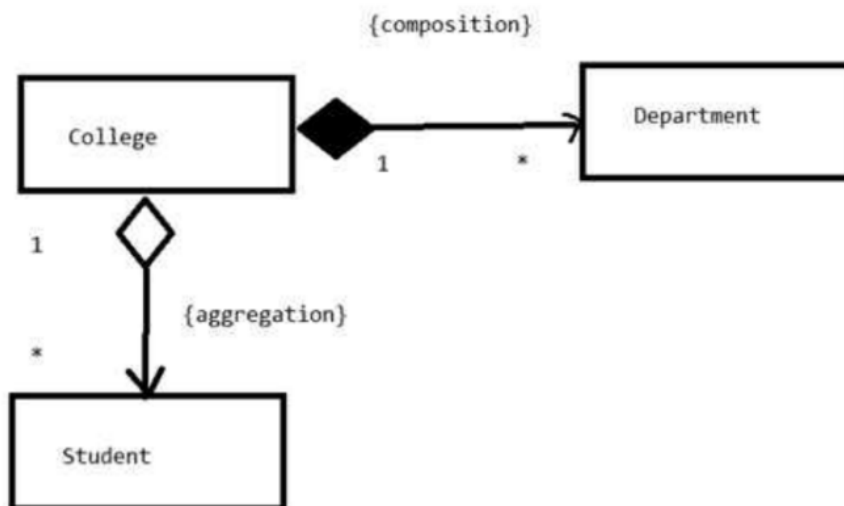 {composition}
College
Department
1
*
1
{aggregation}
*
Student